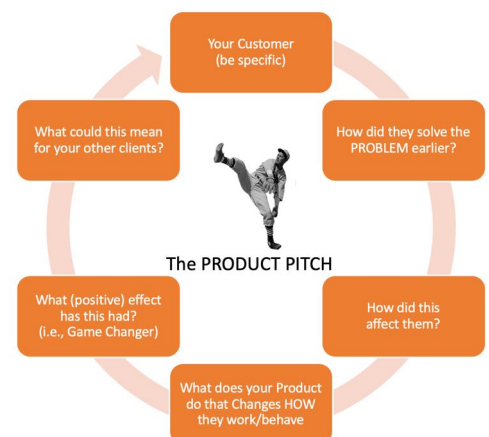 Your Customer
(be specific)
How did they solve the
PROBLEM earlier?
How did this
affect them?
What does your Product
do that Changes HOW
they work/behave
What (positive) effect
has this had?
(i.e., Game Changer)
What could this mean
for your other clients?
The PRODUCT PITCH